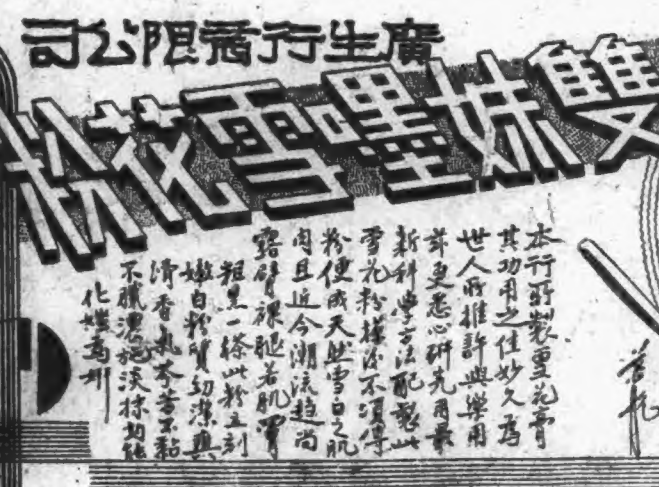 廣生行有限公司
雙妹嚜雪花粉
本行所製雪花膏
其功用之佳妙久為
世人所推許與樂用
茲更悉心研究用最
新科學方法配製此
雪花粉搽後不須傅
粉便成天然雪白之肌
肉且近今潮流趨尚
露臂裸腿若肌膚
粗黑一搽此粉立刻
嫩白粉質幼潔與
清香氣芬芳不黏
不膩濃施淡抹均能
化媸為妍